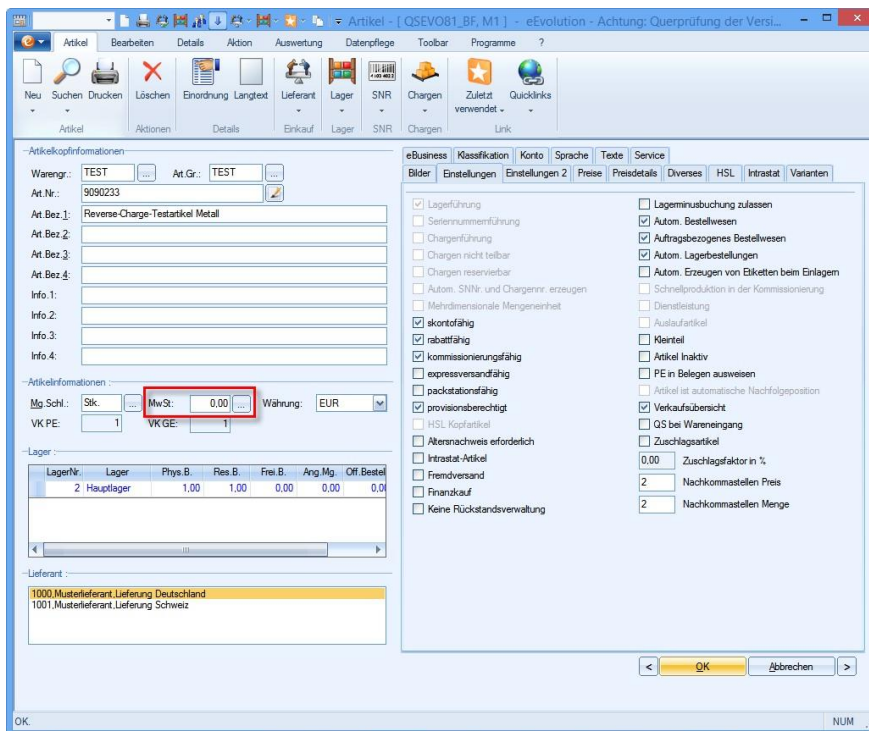 Artikel - [ QSEVO81_BF, M1 ] - eEvolution - Achtung: Querprüfung der Versi...
Artikel Bearbeiten Details Aktion Auswertung Datenpflege Toolbar Programme ?
Neu Suchen Drucken Löschen Einordnung Langtext Lieferant Lager SNR Chargen Zuletzt verwendet Quicklinks
Artikel Aktionen Details Einkauf Lager SNR Chargen Link
Artikelkopfinformationen
Warengr.: TEST ... Art.Gr.: TEST ...
Art.Nr.: 9090233
Art.Bez.1: Reverse-Charge-Testartikel Metall
Art.Bez.2:
Art.Bez.3:
Art.Bez.4:
Info.1:
Info.2:
Info.3:
Info.4:
Artikelinformationen :
Mg.Schl.: Stk. ... MwSt: 0,00 ... Währung: EUR
VK PE: 1 VK GE: 1
Lager :
LagerNr. Lager Phys.B. Res.B. Frei.B. Ang.Mg. Off.Bestel
2 Hauptlager 1,00 1,00 0,00 0,00 0,0
Lieferant :
1000,Musterlieferant,Lieferung Deutschland
1001,Musterlieferant,Lieferung Schweiz
eBusiness Klassifikation Konto Sprache Texte Service
Bilder Einstellungen Einstellungen 2 Preise Preisdetails Diverses HSL Intrastat Varianten
Lagerführung
Seriennummernführung
Chargenführung
Chargen nicht teilbar
Chargen reservierbar
Autom. SNNr. und Chargennr. erzeugen
Mehrdimensionale Mengeneinheit
skontofähig
rabattfähig
kommissionierungsfähig
expressversandfähig
packstationsfähig
provisionsberechtigt
HSL Kopfartikel
Altersnachweis erforderlich
Intrastat-Artikel
Fremdversand
Finanzkauf
Keine Rückstandsverwaltung
Lagerminusbuchung zulassen
Autom. Bestellwesen
Auftragsbezogenes Bestellwesen
Autom. Lagerbestellungen
Autom. Erzeugen von Etiketten beim Einlagern
Schnellproduktion in der Kommissionierung
Dienstleistung
Auslaufartikel
Kleinteil
Artikel Inaktiv
PE in Belegen ausweisen
Artikel ist automatische Nachfolgeposition
Verkaufsübersicht
QS bei Wareneingang
Zuschlagsartikel
0,00 Zuschlagsfaktor in %
2 Nachkommastellen Preis
2 Nachkommastellen Menge
< OK Abbrechen >
OK. NUM